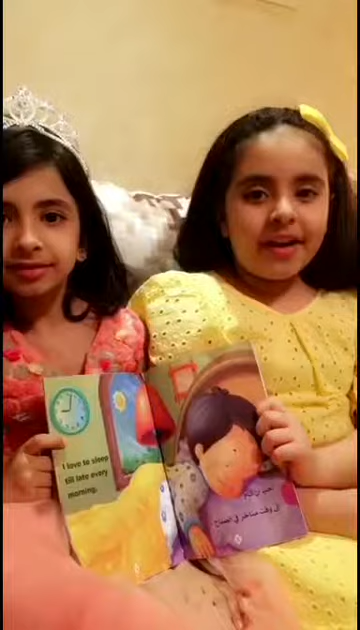 I love to sleep
till late every
morning.
أحب أن أنام
إلى وقت متأخر في الصباح